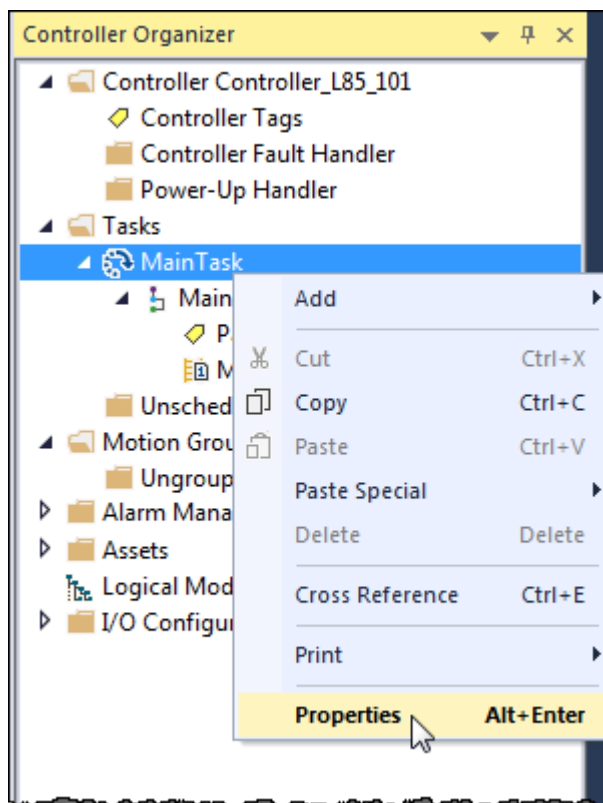 Controller Organizer
Controller Controller_L85_101
Controller Tags
Controller Fault Handler
Power-Up Handler
Tasks
MainTask
Main
P
M
Unsched
Motion Grou
Ungroup
Alarm Mana
Assets
Logical Mod
I/O Configu
Add
Cut Ctrl+X
Copy Ctrl+C
Paste Ctrl+V
Paste Special
Delete Delete
Cross Reference Ctrl+E
Print
Properties Alt+Enter